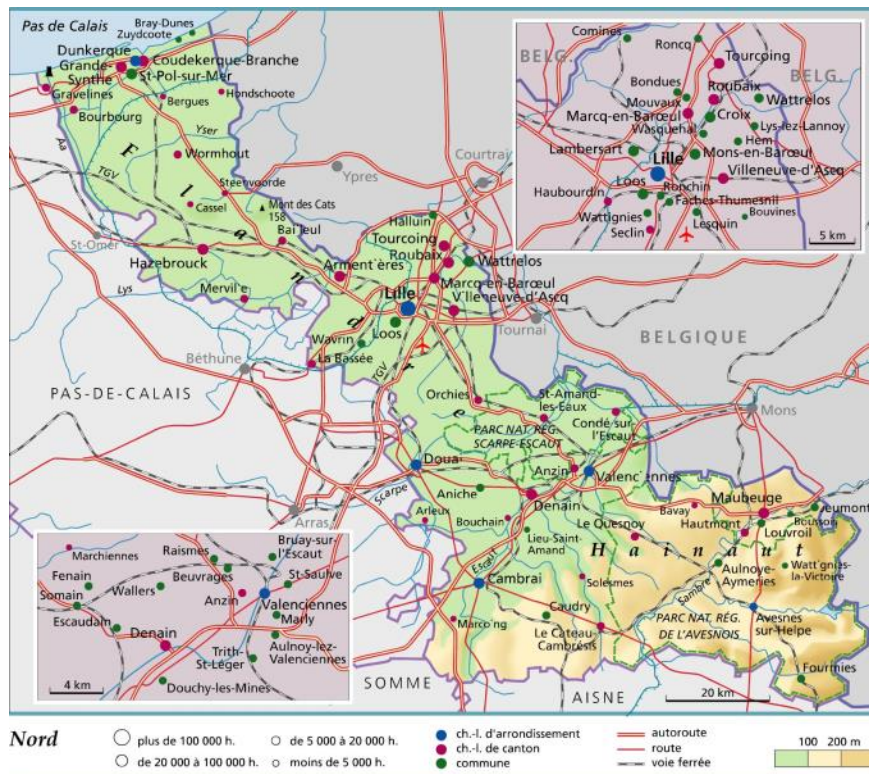 Pas de Calais
Bray-Dunes
Zuydcoote
Dunkerque
Coudekerque-Branche
Grande-
Synthe
St-Pol-sur-Mer
Gravelines
Bergues
Hondschoote
Bourbourg
Yser
Aa
Wormhout
TGV
Steenvoorde
Ypres
Courtrai
Cassel
Mont des Cats
158
St-Omer
Bailleul
Halluin
Hazebrouck
Tourcoing
Roubaix
Wattrelos
Armentières
Marcq-en-Barœul
Villeneuve-d'Ascq
Lys
Merville
Lille
Loos
Tournai
BELGIQUE
Wavrin
Béthune
La Bassée
TGV
PAS-DE-CALAIS
Orchies
St-Amand-
les-Eaux
Mons
Condé-sur
l'Escaut
PARC NAT. RÉG.
SCARPE-ESCAUT
Douai
Anzin
Valenciennes
Scarpe
Aniche
Denain
Maubeuge
Jeumont
Arras
Arleux
Bouchain
Le Quesnoy
Bavay
Hautmont
Boussois
Louvroil
Lieu-Saint-
Amand
Flandre
Hainaut
Escaut
Aulnoye-
Aymeries
Wattignies-
la-Victoire
Cambrai
Solesmes
Sambre
Caudry
Avesnes
sur-Helpe
Marcoing
Le Cateau-
Cambrésis
PARC NAT. RÉG.
DE L'AVESNOIS
Fourmies
SOMME
AISNE
20 km
Comines
Roncq
BELG.
Tourcoing
BELG.
Bondues
Roubaix
Mouvaux
Wattrelos
Marcq-en-Barœul
Croix
Wasquehal
Lys-lez-Lannoy
Hem
Lambersart
Lille
Mons-en-Barœul
Villeneuve-d'Ascq
Haubourdin
Loos
Ronchin
Faches-Thumesnil
Wattignies
Lesquin
Bouvines
Seclin
5 km
Marchiennes
Raismes
Bruay-sur-
l'Escaut
Fenain
Beuvrages
St-Saulve
Wallers
Somain
Anzin
Valenciennes
Escaudain
Marly
Denain
Trith-
St-Léger
Aulnoy-lez-
Valenciennes
4 km
Douchy-les-Mines
Nord
plus de 100 000 h.
de 5 000 à 20 000 h.
ch.-l. d'arrondissement
autoroute
de 20 000 à 100 000 h.
moins de 5 000 h.
ch.-l. de canton
route
commune
voie ferrée
100 200 m